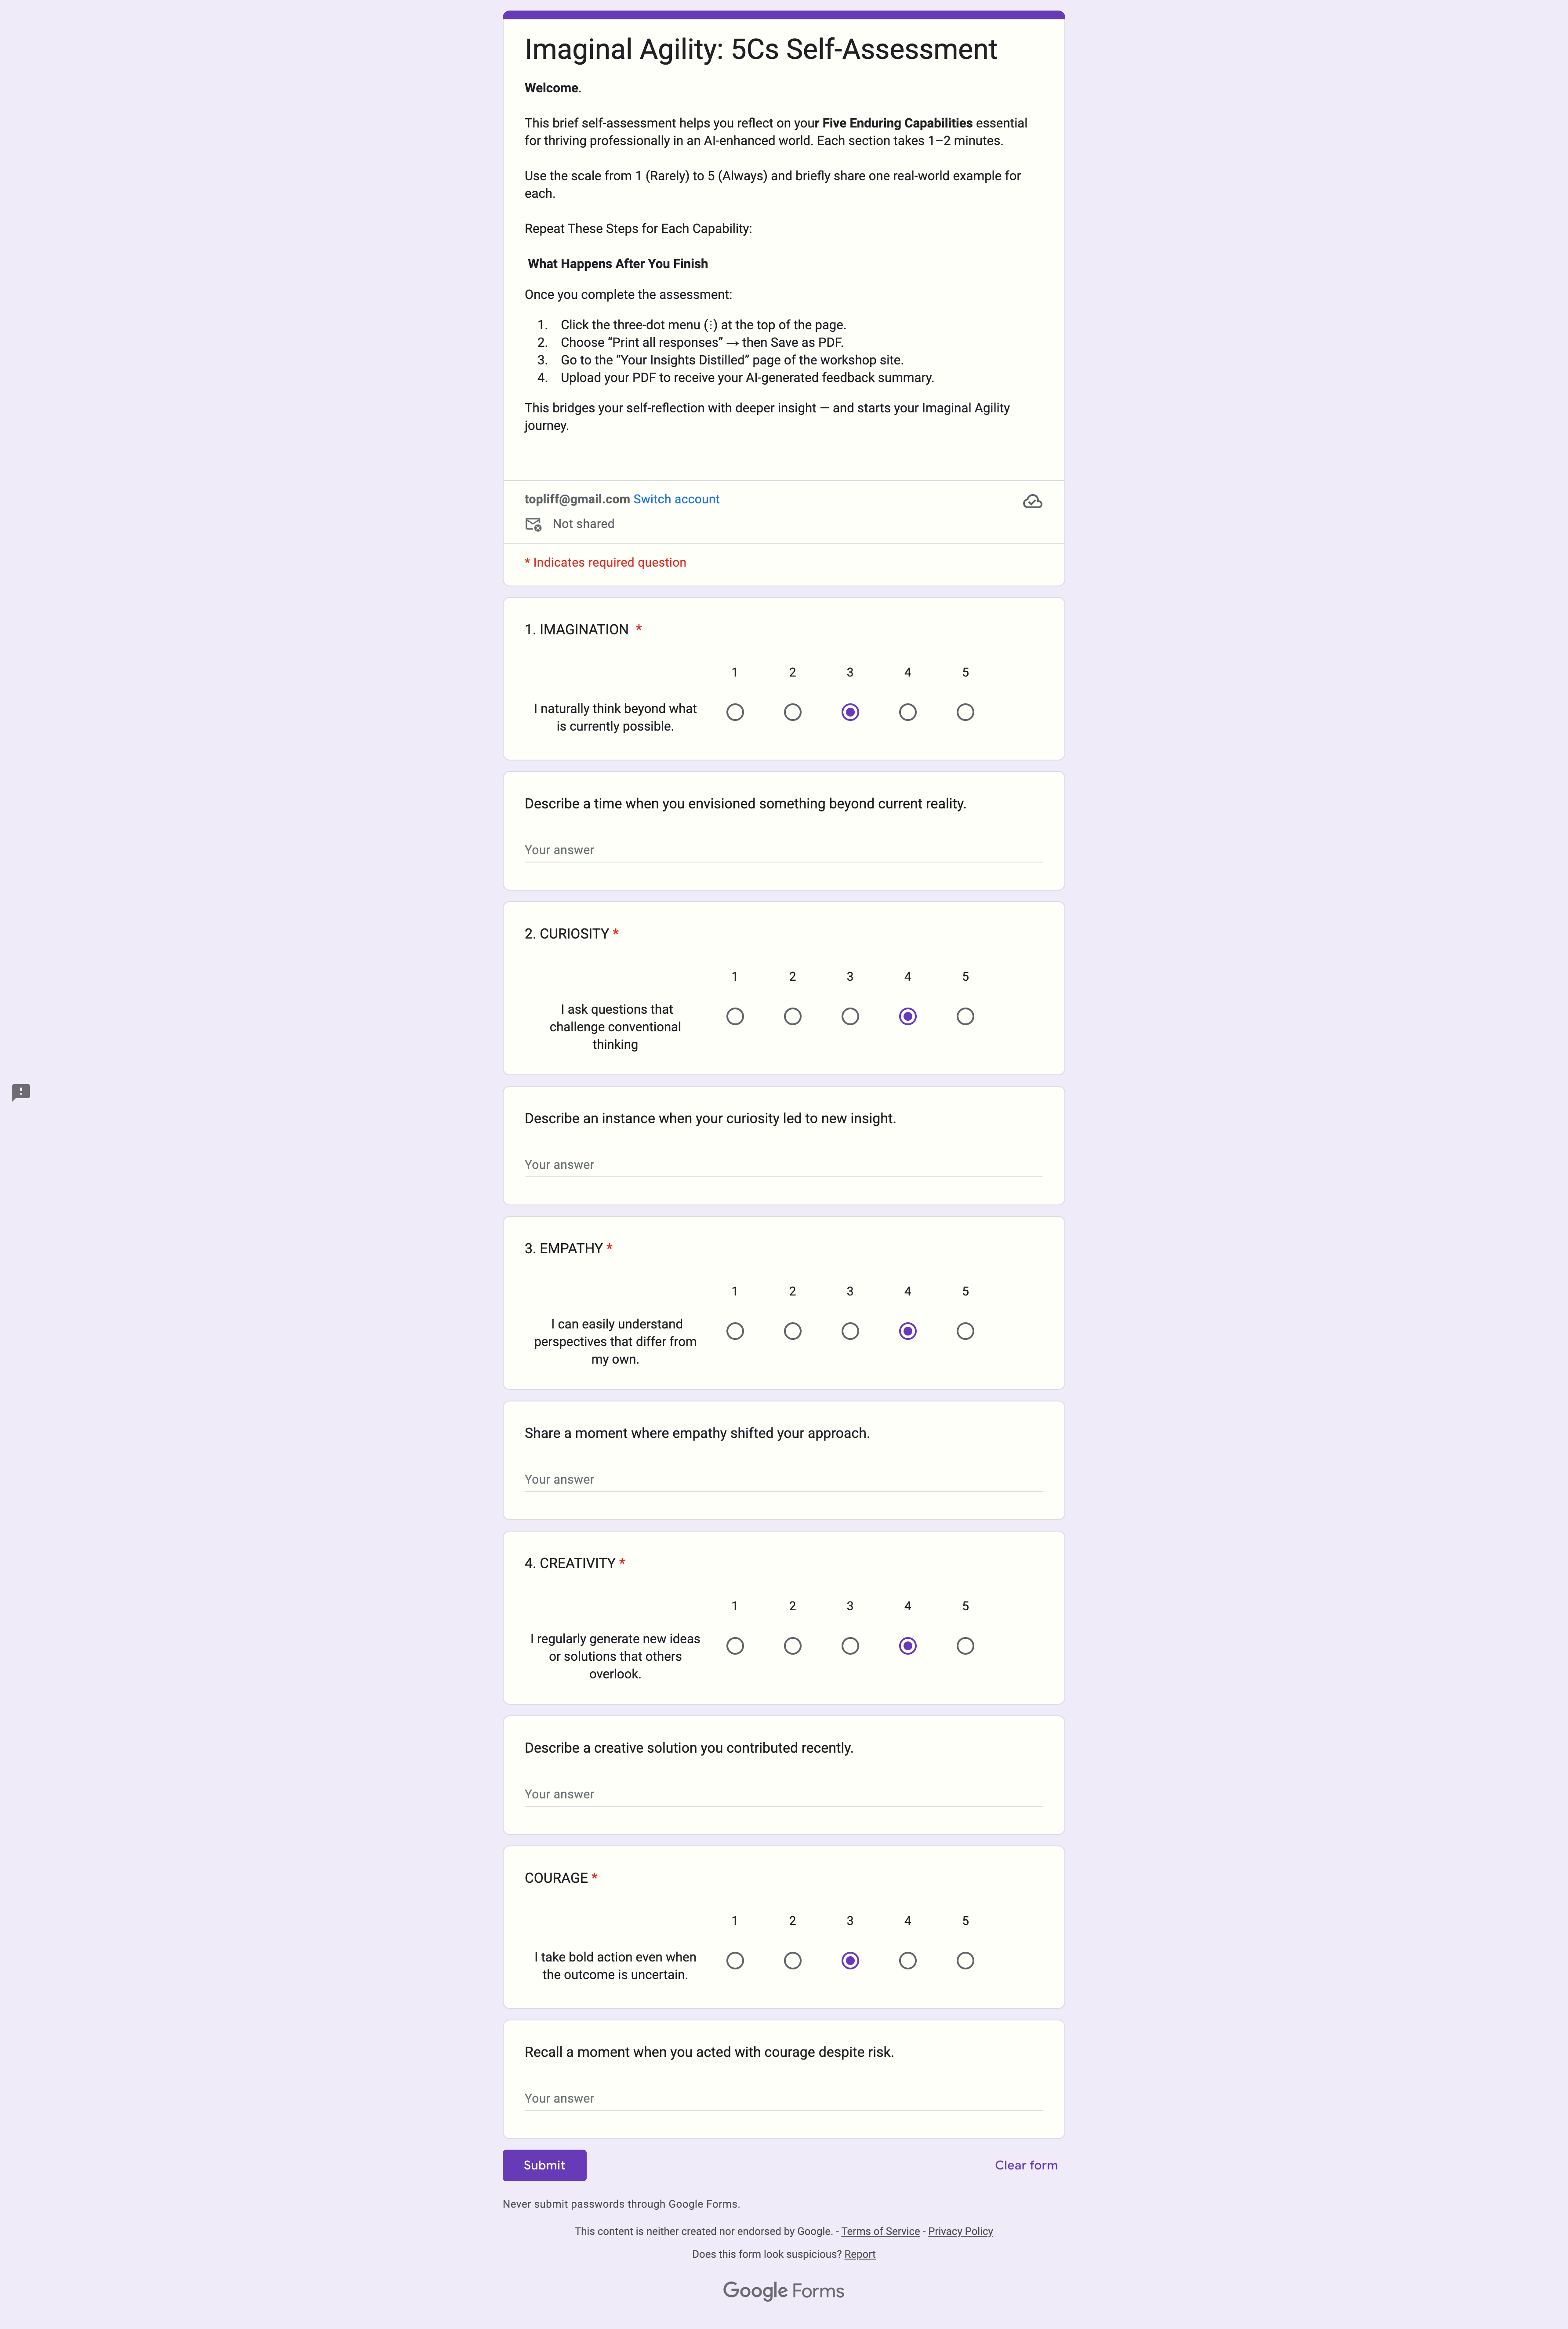 Imaginal Agility: 5Cs Self-Assessment
Welcome.
This brief self-assessment helps you reflect on your Five Enduring Capabilities essential
for thriving professionally in an AI-enhanced world. Each section takes 1–2 minutes.
Use the scale from 1 (Rarely) to 5 (Always) and briefly share one real-world example for
each.
Repeat These Steps for Each Capability:
What Happens After You Finish
Once you complete the assessment:
1. Click the three-dot menu (⋮) at the top of the page.
2. Choose “Print all responses” → then Save as PDF.
3. Go to the “Your Insights Distilled” page of the workshop site.
4. Upload your PDF to receive your AI-generated feedback summary.
This bridges your self-reflection with deeper insight — and starts your Imaginal Agility
journey.
topliff@gmail.com Switch account
Not shared
* Indicates required question
1. IMAGINATION *
1 2 3 4 5
I naturally think beyond what
is currently possible.
Describe a time when you envisioned something beyond current reality.
Your answer
2. CURIOSITY *
1 2 3 4 5
I ask questions that
challenge conventional
thinking
Describe an instance when your curiosity led to new insight.
Your answer
3. EMPATHY *
1 2 3 4 5
I can easily understand
perspectives that differ from
my own.
Share a moment where empathy shifted your approach.
Your answer
4. CREATIVITY *
1 2 3 4 5
I regularly generate new ideas
or solutions that others
overlook.
Describe a creative solution you contributed recently.
Your answer
COURAGE *
1 2 3 4 5
I take bold action even when
the outcome is uncertain.
Recall a moment when you acted with courage despite risk.
Your answer
Submit
Clear form
Never submit passwords through Google Forms.
This content is neither created nor endorsed by Google. - Terms of Service - Privacy Policy
Does this form look suspicious? Report
Google Forms